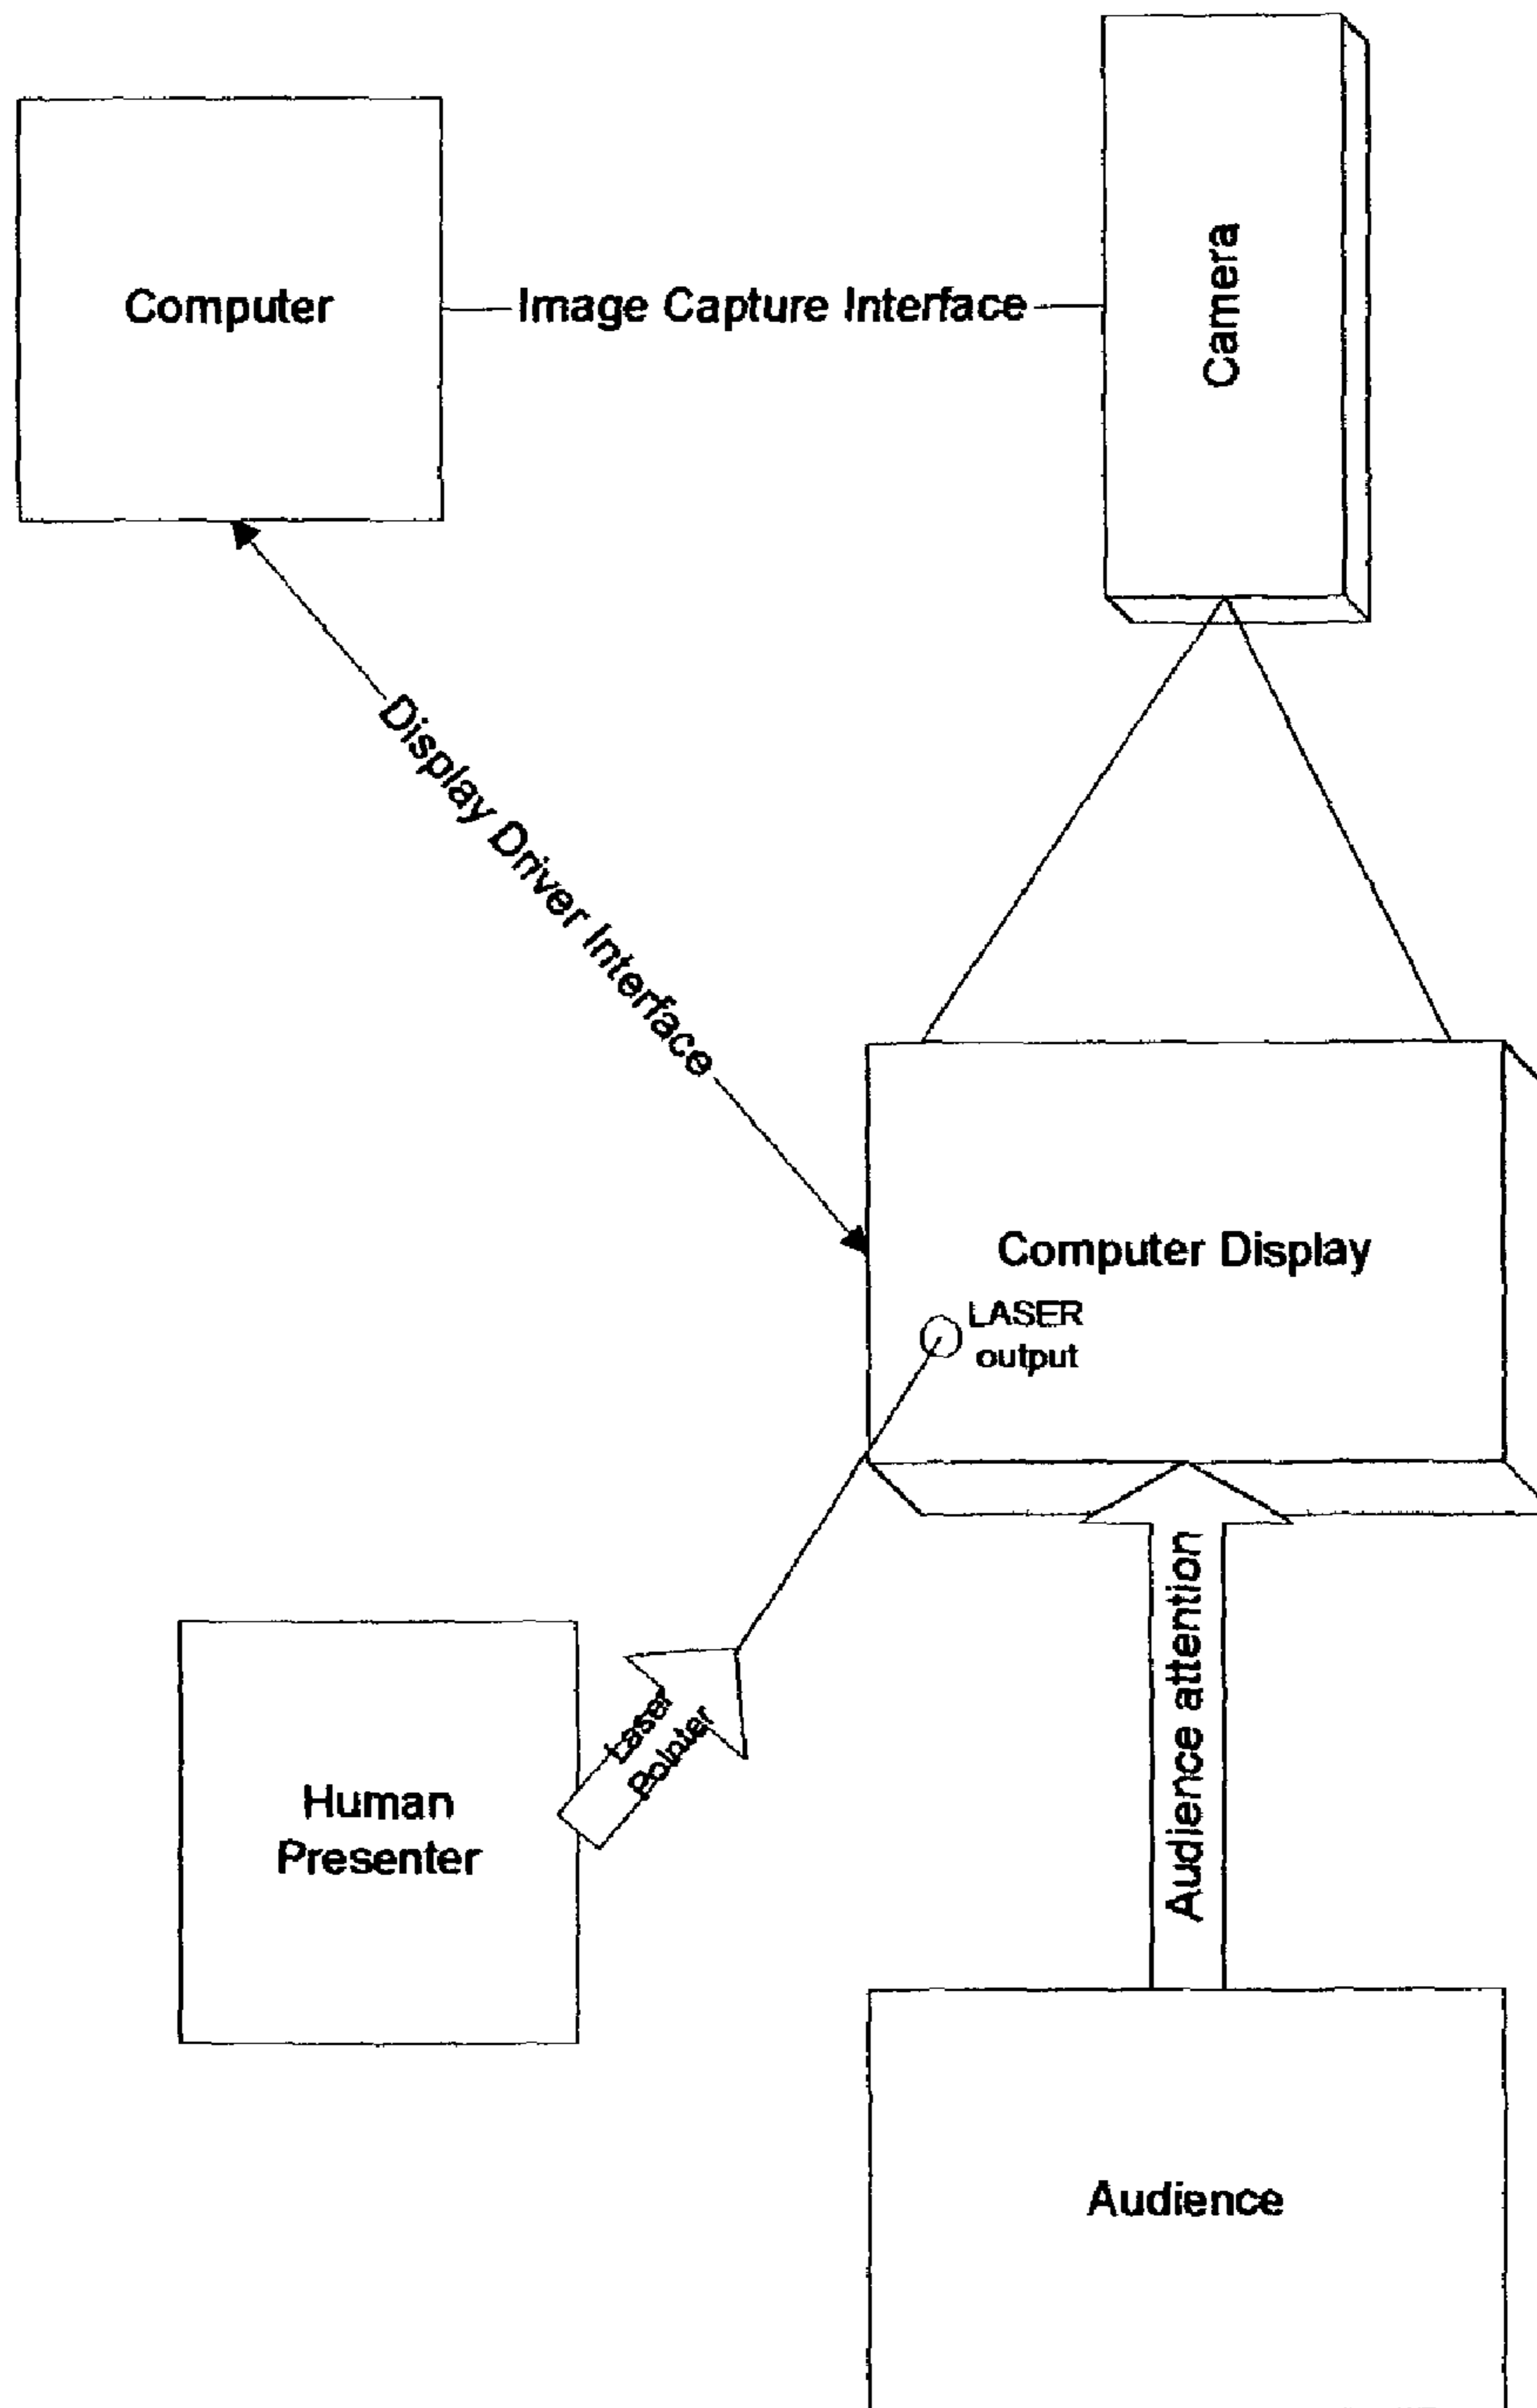 Computer
Image Capture Interface
Camera
Display Driver Interface
Computer Display
LASER
output
Laser
Pointer
Audience attention
Human
Presenter
Audience